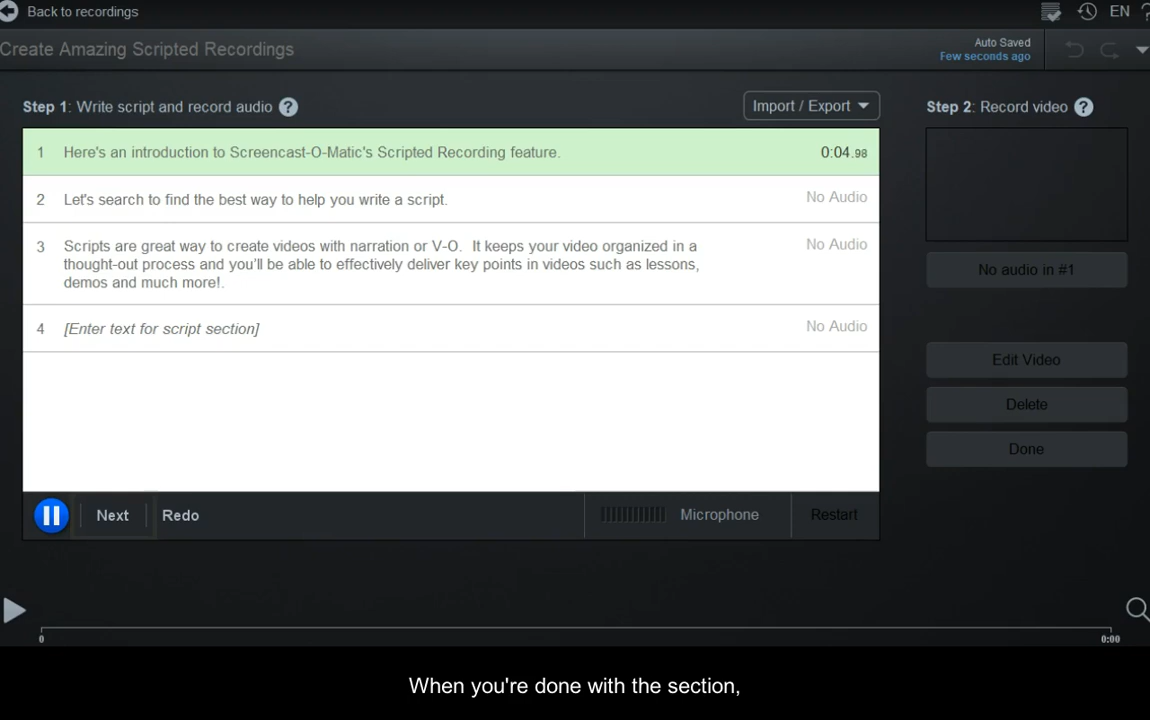 Back to recordings
EN ?
Create Amazing Scripted Recordings
Auto Saved
Few seconds ago
Step 1: Write script and record audio ?
Import / Export
Step 2: Record video ?
1 Here's an introduction to Screencast-O-Matic's Scripted Recording feature. 0:04.98
2 Let's search to find the best way to help you write a script. No Audio
3 Scripts are great way to create videos with narration or V-O. It keeps your video organized in a No Audio
thought-out process and you'll be able to effectively deliver key points in videos such as lessons,
demos and much more!.
4 [Enter text for script section] No Audio
No audio in #1
Edit Video
Delete
Done
Next Redo Microphone Restart
0 0:00
When you're done with the section,